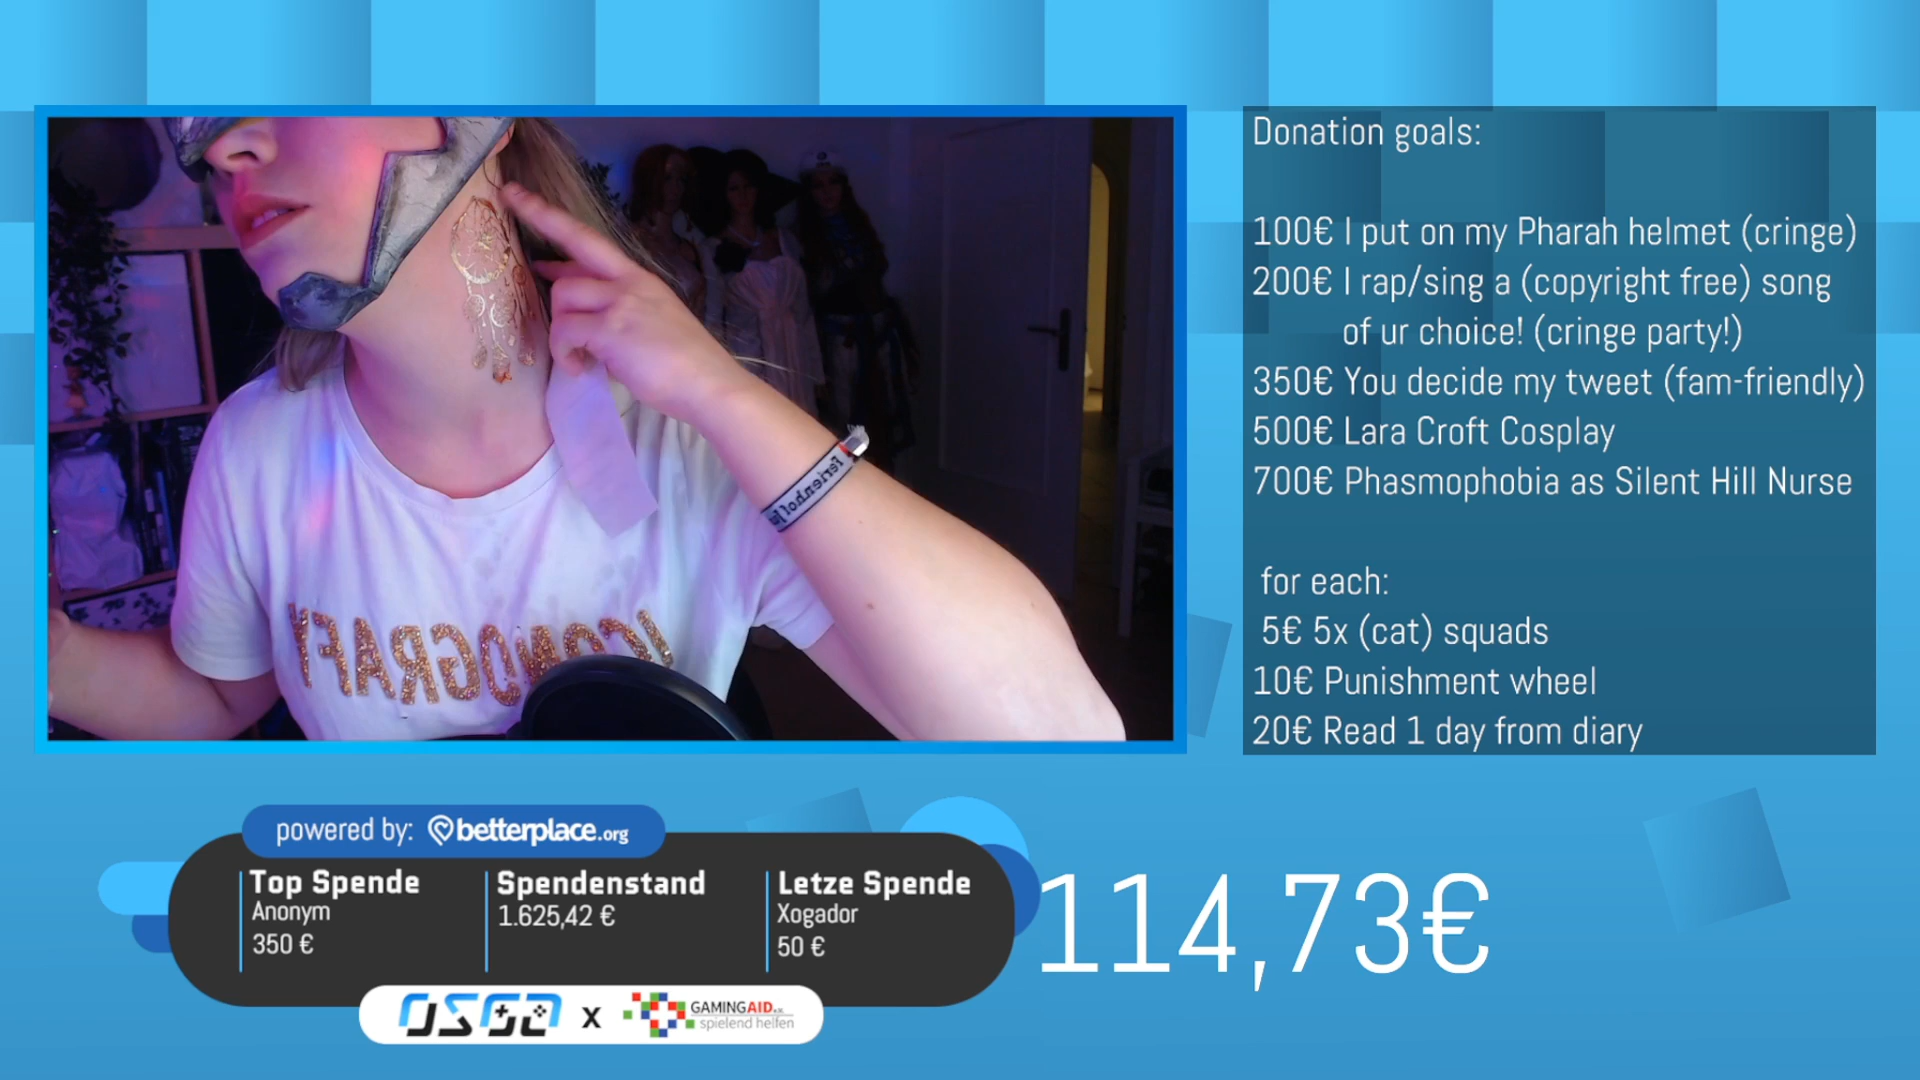 Donation goals:
100€ I put on my Pharah helmet (cringe)
200€ I rap/sing a (copyright free) song
of ur choice! (cringe party!)
350€ You decide my tweet (fam-friendly)
500€ Lara Croft Cosplay
700€ Phasmophobia as Silent Hill Nurse
for each:
5€ 5x (cat) squads
10€ Punishment wheel
20€ Read 1 day from diary
Ferienhof
powered by: betterplace.org
Top Spende
Anonym
350 €
Spendenstand
1.625,42 €
Letze Spende
Xogador
50 €
114,73€
x
GAMINGAID e.V.
spielend helfen